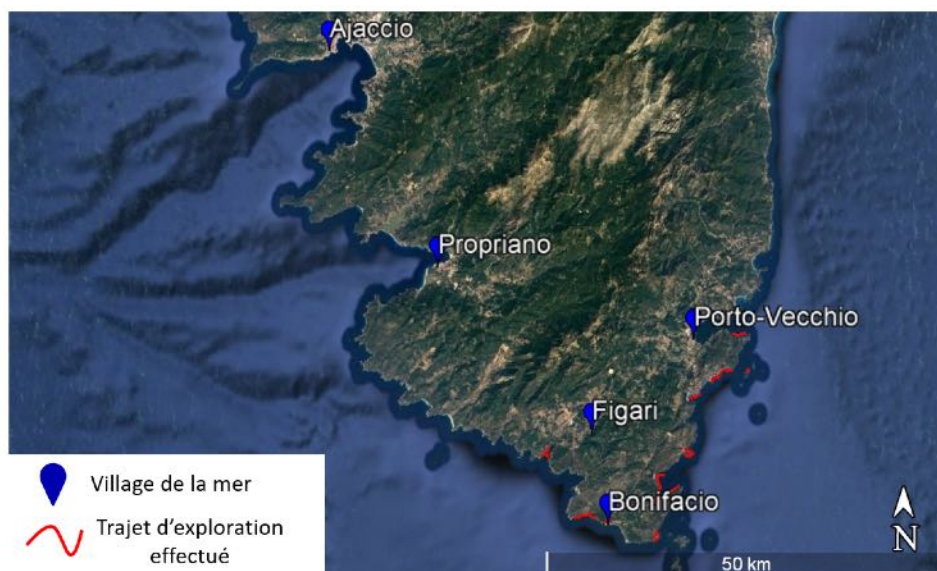 Ajaccio
Propriano
Porto-Vecchio
Figari
Bonifacio
Village de la mer
Trajet d'exploration
effectué
N
50 km